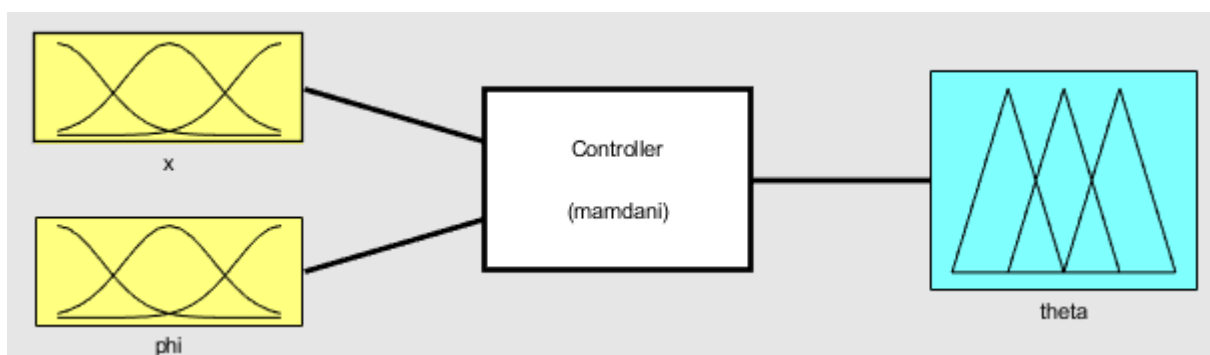 x
Controller
(mamdani)
theta
phi